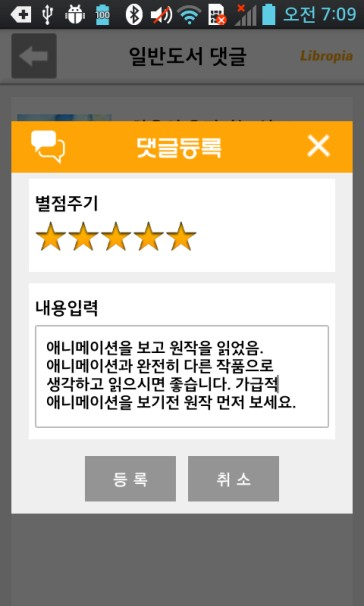 100
오전 7:09
일반도서 댓글
Libropia
댓글등록
별점주기
내용입력
애니메이션을 보고 원작을 읽었음.
애니메이션과 완전히 다른 작품으로
생각하고 읽으시면 좋습니다. 가급적
애니메이션을 보기전 원작 먼저 보세요.
등 록
취 소